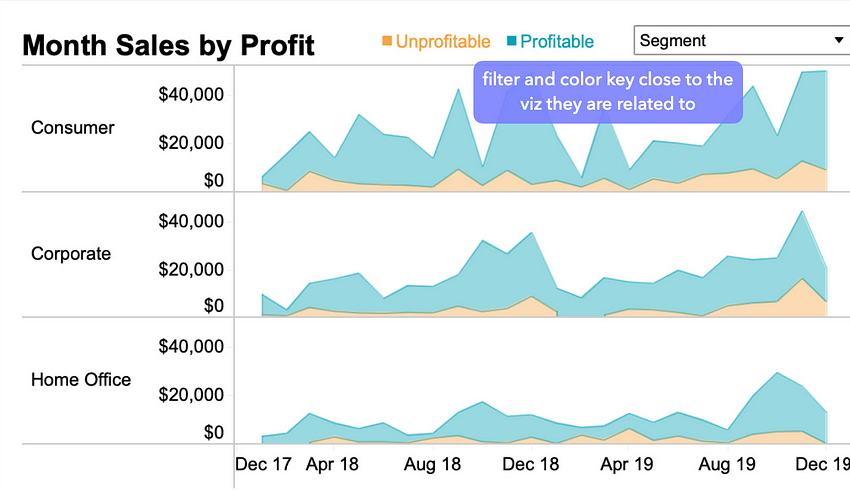 Month Sales by Profit
Unprofitable Profitable
Segment
filter and color key close to the
viz they are related to
Consumer
$40,000
$20,000
$0
Corporate
$40,000
$20,000
$0
Home Office
$40,000
$20,000
$0
Dec 17 Apr 18 Aug 18 Dec 18 Apr 19 Aug 19 Dec 19